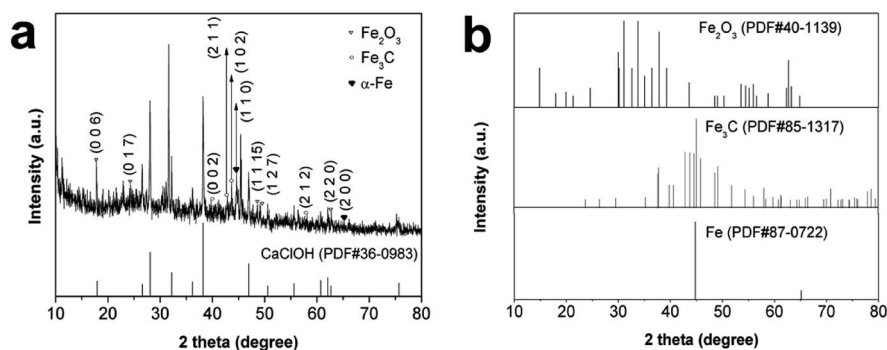 a
Intensity (a.u.)
(0 0 6)
(0 1 7)
(0 0 2)
(2 1 1)
(1 0 2)
(1 1 0)
(1 1 15)
(1 2 7)
(2 1 2)
(2 2 0)
(2 0 0)
Fe₂O₃
Fe₃C
α-Fe
CaClOH (PDF#36-0983)
10 20 30 40 50 60 70 80
2 theta (degree)
b
Intensity (a.u.)
Fe₂O₃ (PDF#40-1139)
Fe₃C (PDF#85-1317)
Fe (PDF#87-0722)
10 20 30 40 50 60 70 80
2 theta (degree)